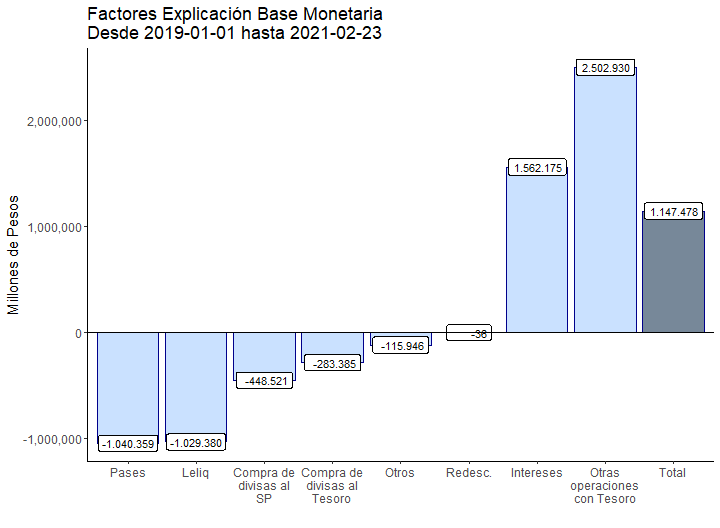 Factores Explicación Base Monetaria
Desde 2019-01-01 hasta 2021-02-23
Millones de Pesos
2,000,000
1,000,000
0
-1,000,000
-1.040.359
-1.029.380
-448.521
-283.385
-115.946
-36
1.562.175
2.502.930
1.147.478
Pases
Leliq
Compra de
divisas al
SP
Compra de
divisas al
Tesoro
Otros
Redesc.
Intereses
Otras
operaciones
con Tesoro
Total